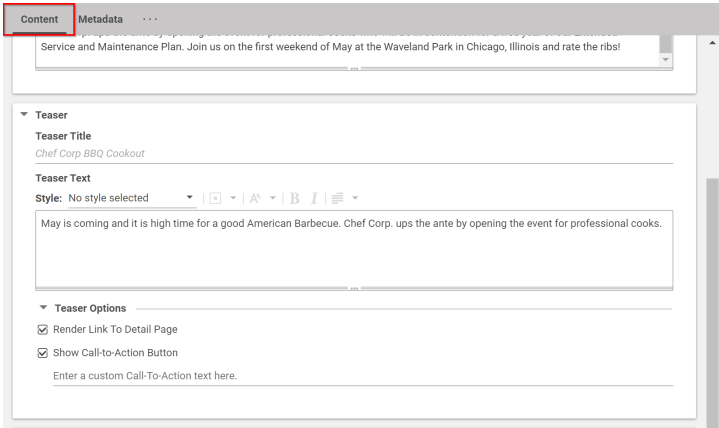 Content Metadata ...
Service and Maintenance Plan. Join us on the first weekend of May at the Waveland Park in Chicago, Illinois and rate the ribs!
Teaser
Teaser Title
Chef Corp BBQ Cookout
Teaser Text
Style: No style selected
May is coming and it is high time for a good American Barbecue. Chef Corp. ups the ante by opening the event for professional cooks.
Teaser Options
Render Link To Detail Page
Show Call-to-Action Button
Enter a custom Call-To-Action text here.